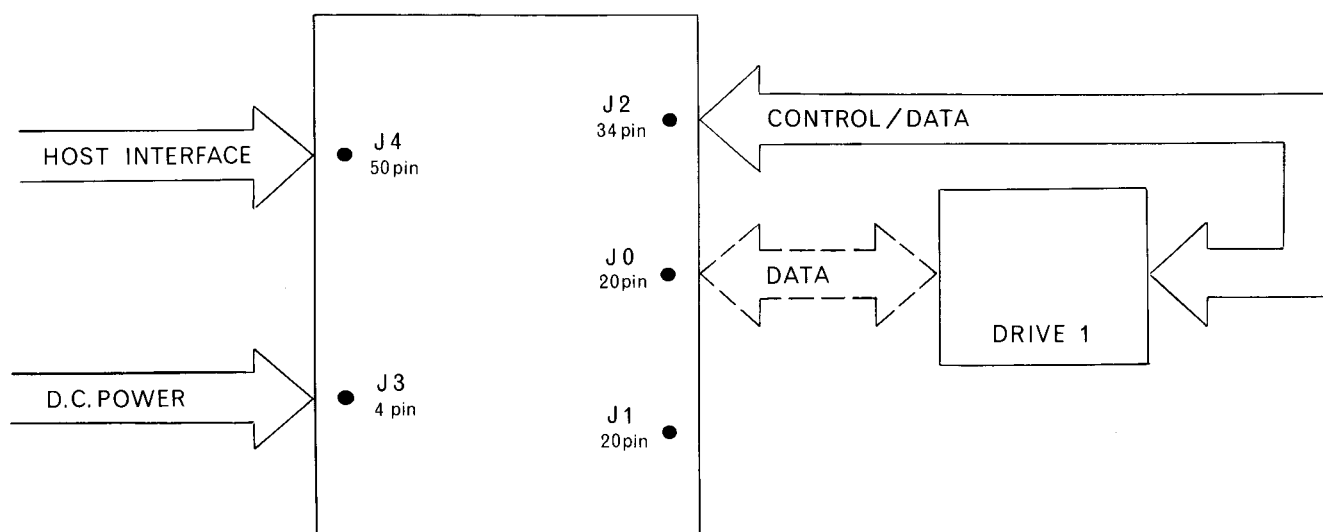 HOST INTERFACE
J4
50pin
D.C.POWER
J3
4 pin
J2
34pin
CONTROL/DATA
J0
20pin
DATA
DRIVE 1
J1
20pin